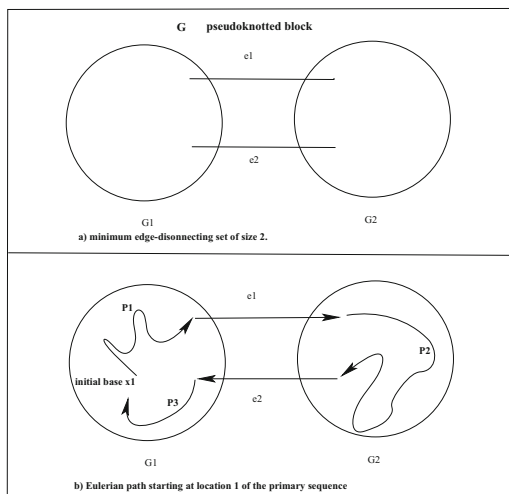 G pseudoknotted block
e1
e2
G1
G2
a) minimum edge-disonnecting set of size 2.
e1
P1
P2
initial base x1
P3
e2
G1
G2
b) Eulerian path starting at location 1 of the primary sequence